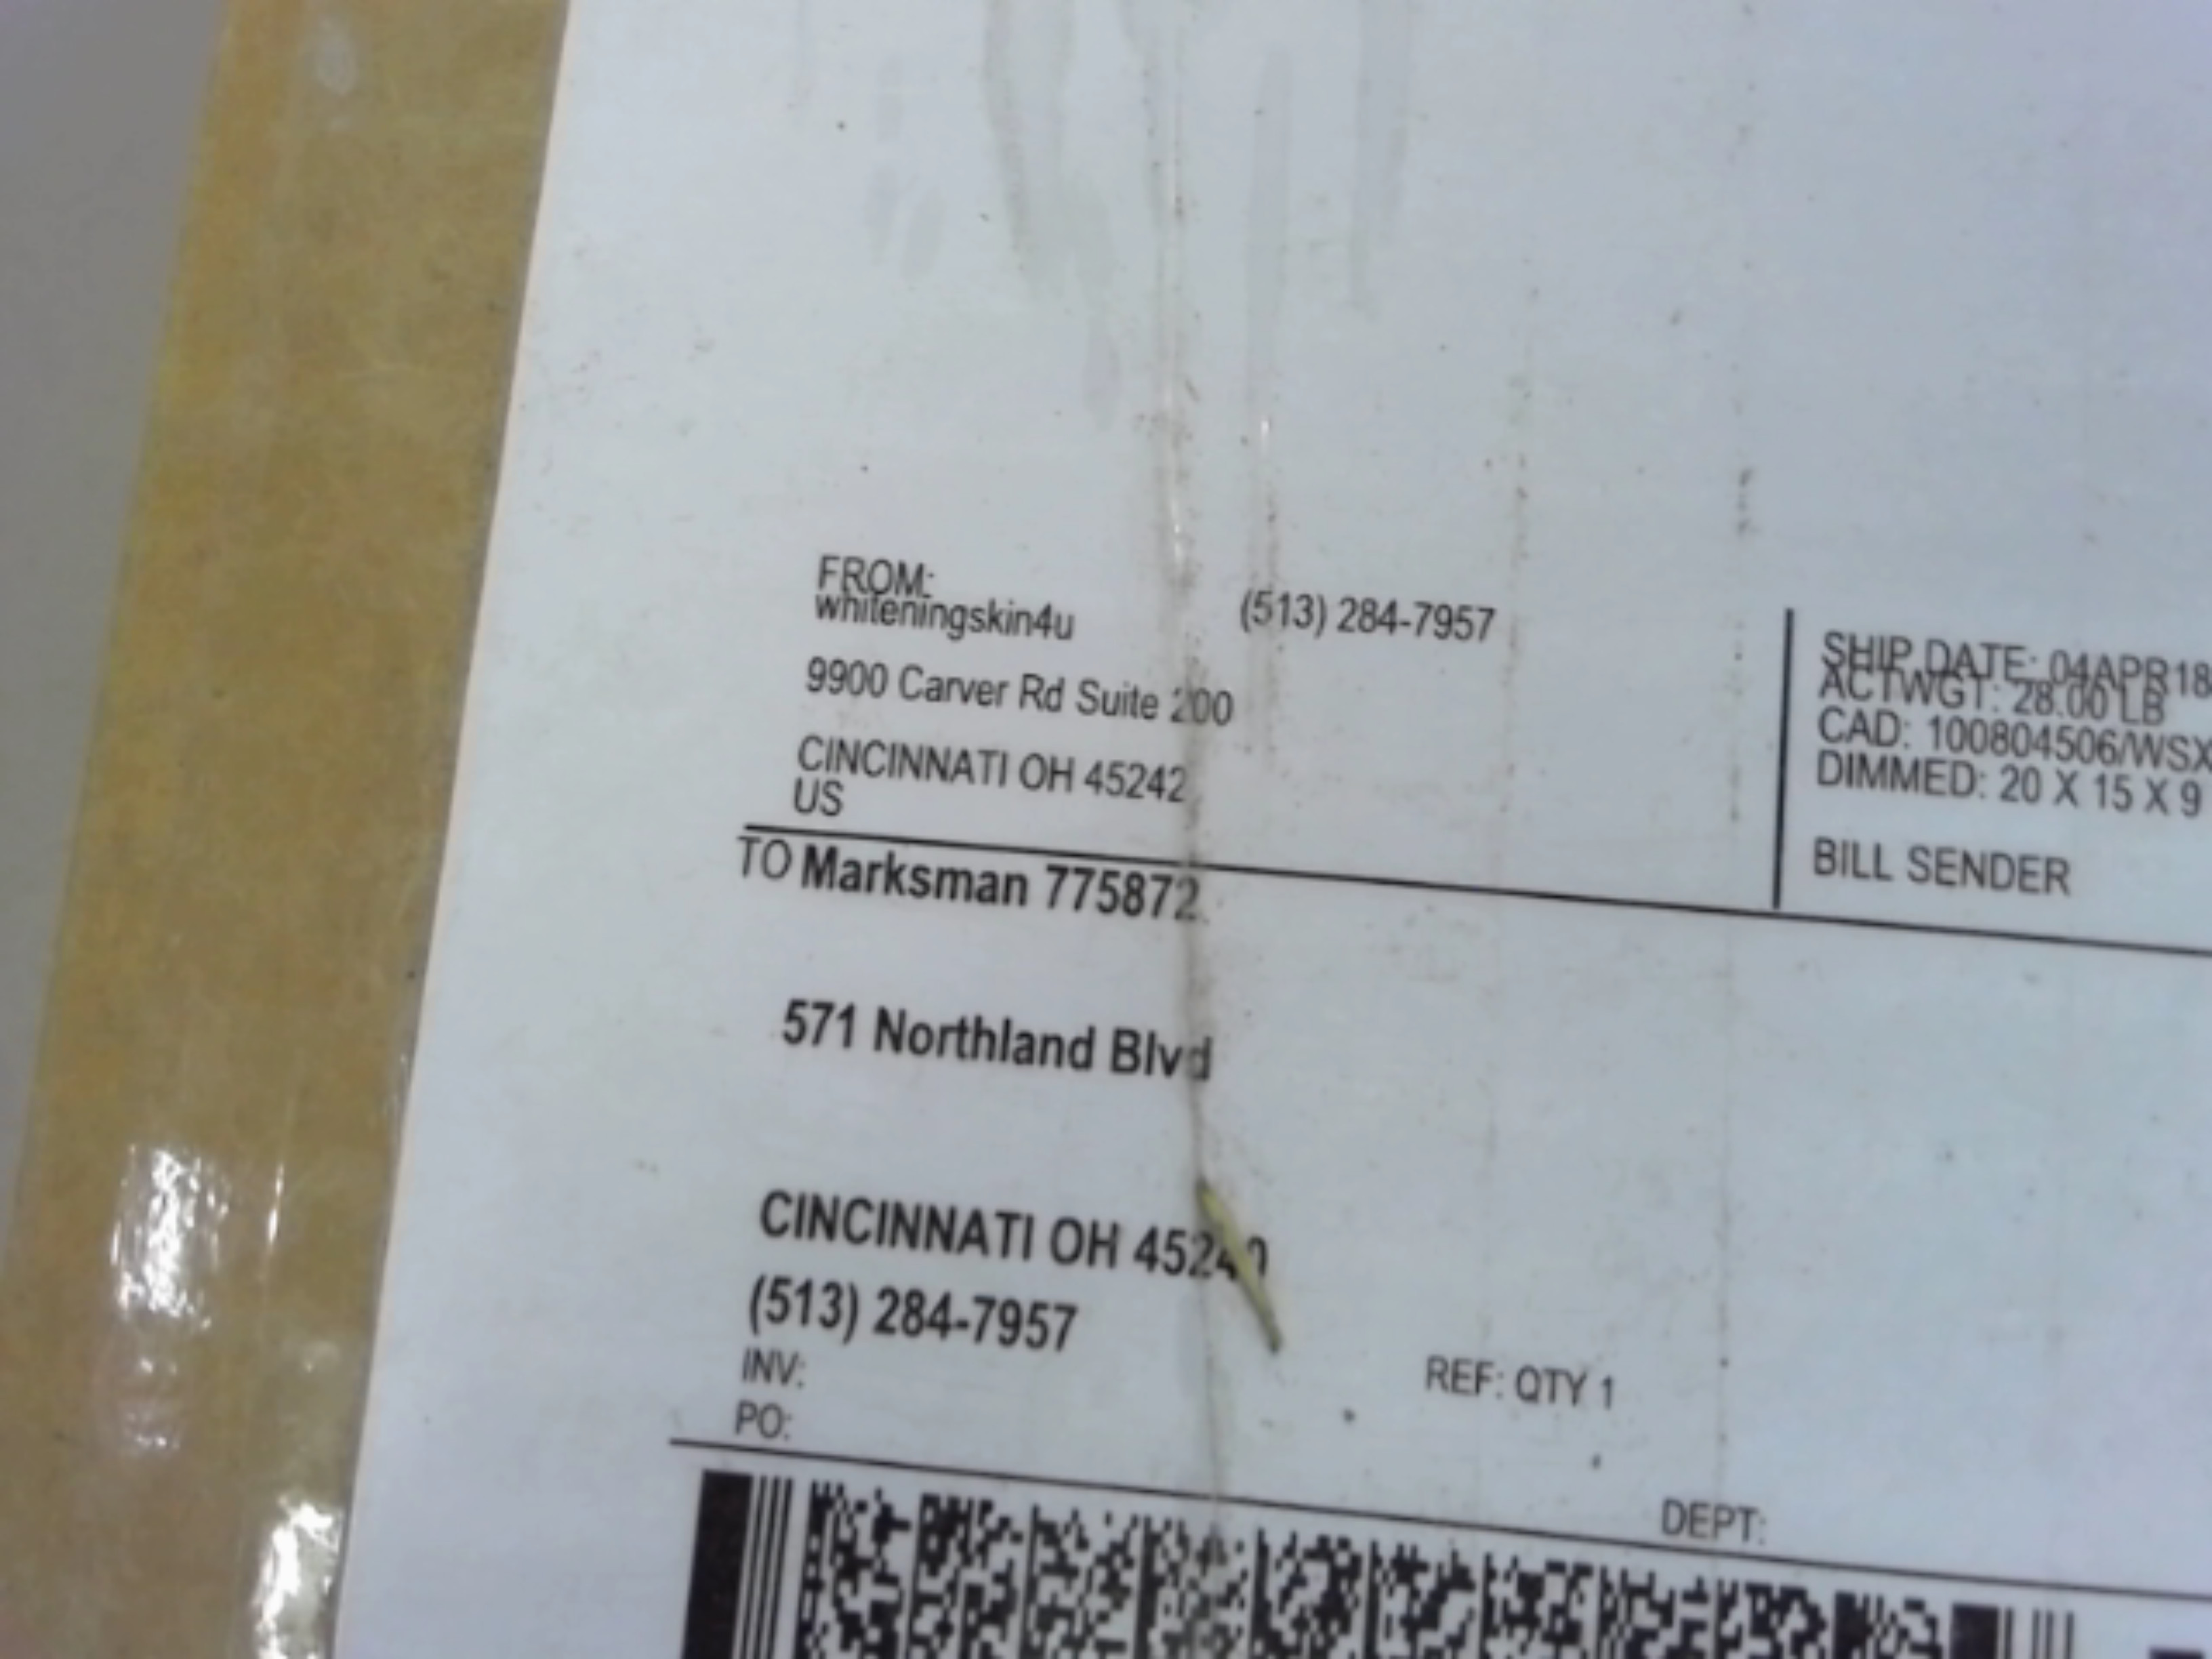 FROM:
whiteningskin4u (513) 284-7957
9900 Carver Rd Suite 200
CINCINNATI OH 45242
US
SHIP DATE: 04APR18
ACTWGT: 28.00 LB
CAD: 100804506/WSX
DIMMED: 20 X 15 X 9
BILL SENDER
TO Marksman 775872
571 Northland Blvd
CINCINNATI OH 45240
(513) 284-7957
INV:
PO:
REF: QTY 1
DEPT: